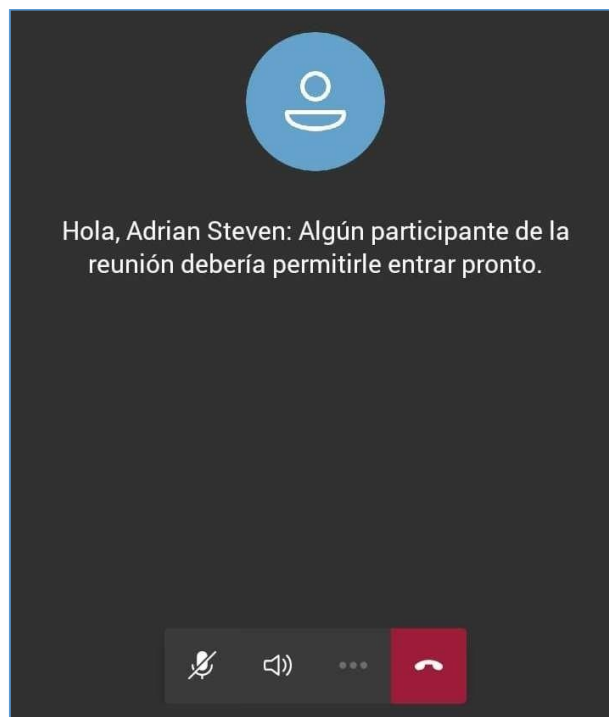 Hola, Adrian Steven: Algún participante de la
reunión debería permitirle entrar pronto.